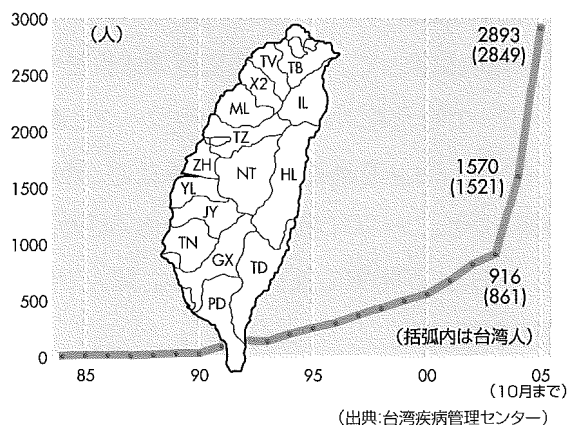 3000
(人)
2500
2000
1500
1000
500
0
2893
(2849)
1570
(1521)
916
(861)
(括弧内は台湾人)
TV
TB
X2
IL
ML
TZ
ZH
NT
HL
YL
JY
TN
GX
TD
PD
85
90
95
00
05
(10月まで)
(出典:台湾疾病管理センター)